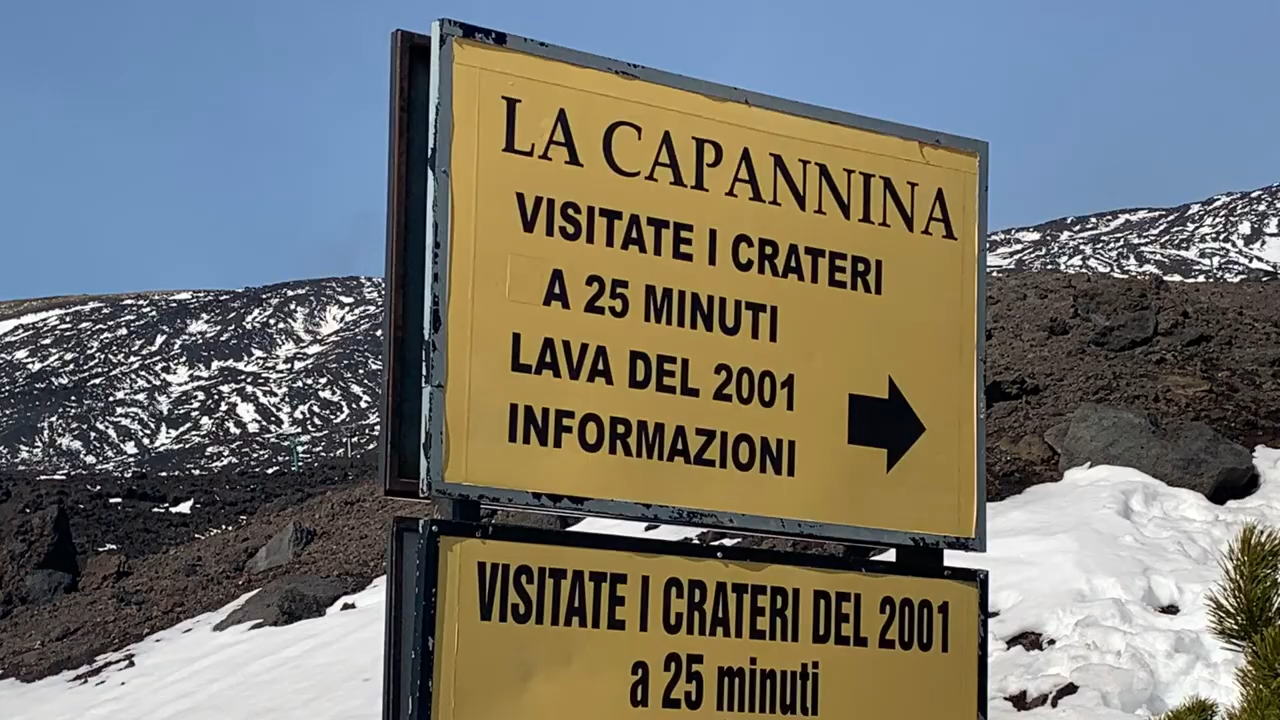 LA CAPANNINA
VISITATE I CRATERI
A 25 MINUTI
LAVA DEL 2001
INFORMAZIONI
VISITATE I CRATERI DEL 2001
a 25 minuti